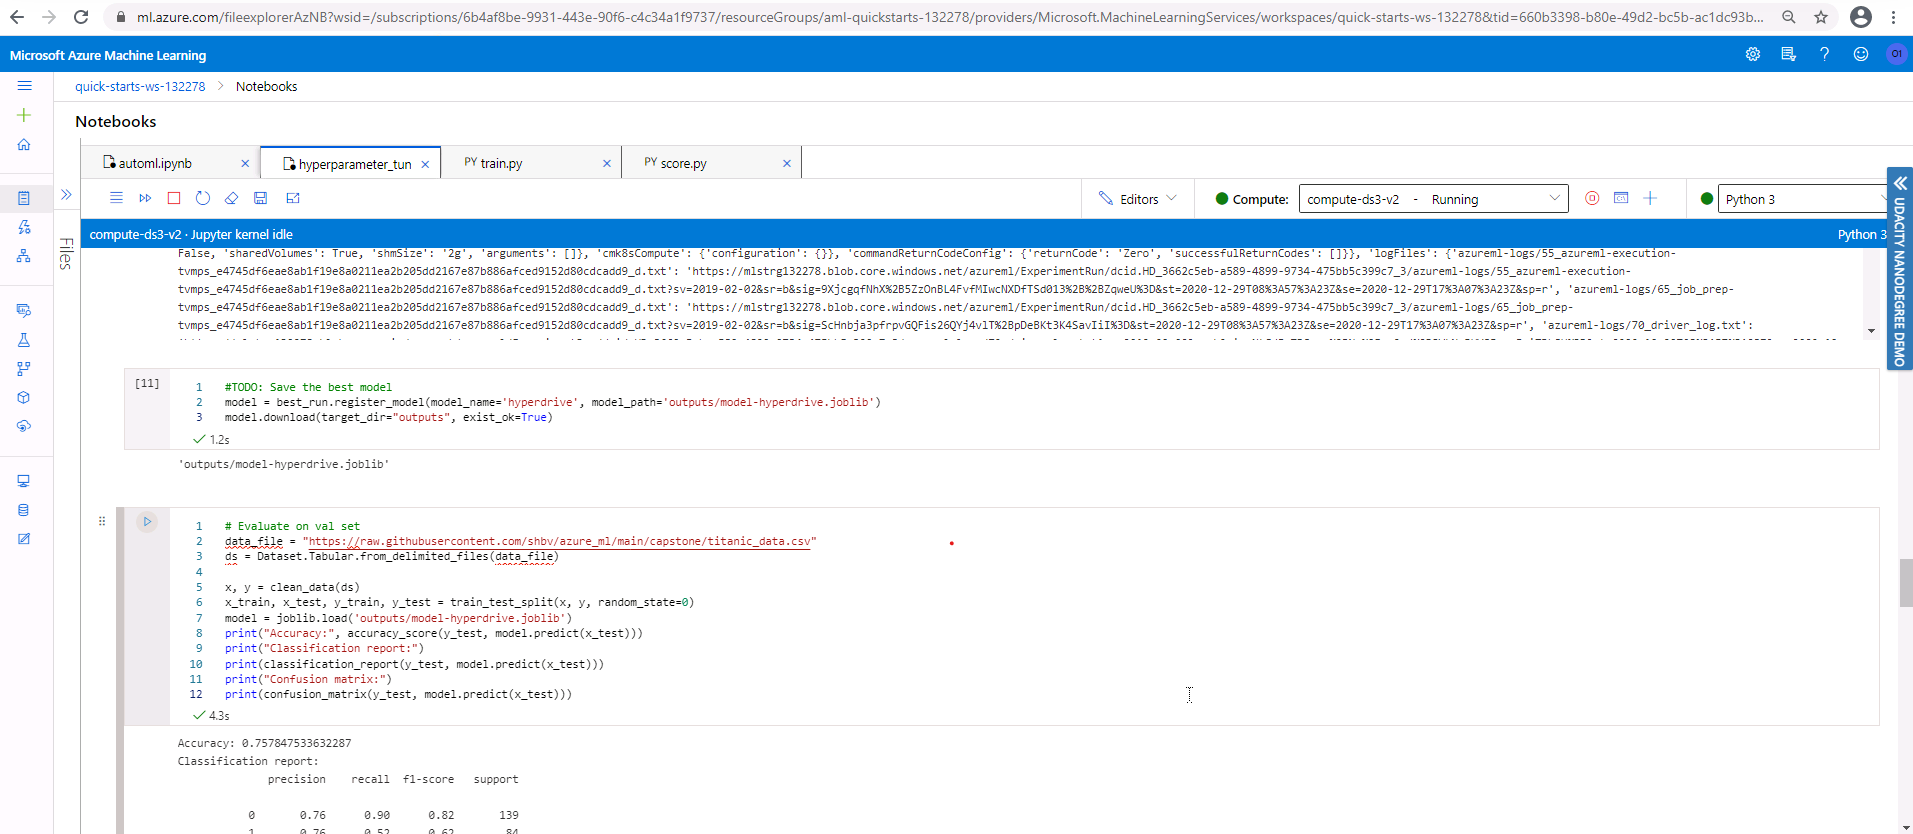 ml.azure.com/fileexplorerAzNB?wsid=/subscriptions/6b4af8be-9931-443e-90f6-c4c34a1f9737/resourceGroups/aml-quickstarts-132278/providers/Microsoft.MachineLearningServices/workspaces/quick-starts-ws-132278&tid=660b3398-b80e-49d2-bc5b-ac1dc93b...
Microsoft Azure Machine Learning
O1
quick-starts-ws-132278 > Notebooks
Notebooks
automl.ipynb
hyperparameter_tun
PY train.py
PY score.py
Editors
Compute: compute-ds3-v2 - Running
Python 3
Files
compute-ds3-v2 · Jupyter kernel idle
Python 3
UDACITY NANODEGREE DEMO
False, 'sharedVolumes': True, 'shmSize': '2g', 'arguments': []}, 'cmk8sCompute': {'configuration': {}}, 'commandReturnCodeConfig': {'returnCode': 'Zero', 'successfulReturnCodes': []}}, 'logFiles': {'azureml-logs/55_azureml-execution-
tvmps_e4745df6eae8ab1f19e8a0211ea2b205dd2167e87b886afced9152d80cdcadd9_d.txt': 'https://mlstrg132278.blob.core.windows.net/azureml/ExperimentRun/dcid.HD_3662c5eb-a589-4899-9734-475bb5c399c7_3/azureml-logs/55_azureml-execution-
tvmps_e4745df6eae8ab1f19e8a0211ea2b205dd2167e87b886afced9152d80cdcadd9_d.txt?sv=2019-02-02&sr=b&sig=9XjcgqfNhX%2B5ZzOnBL4FvfMIwcNXDfTSd013%2B%2BZqweU%3D&st=2020-12-29T08%3A57%3A23Z&se=2020-12-29T17%3A07%3A23Z&sp=r', 'azureml-logs/65_job_prep-
tvmps_e4745df6eae8ab1f19e8a0211ea2b205dd2167e87b886afced9152d80cdcadd9_d.txt': 'https://mlstrg132278.blob.core.windows.net/azureml/ExperimentRun/dcid.HD_3662c5eb-a589-4899-9734-475bb5c399c7_3/azureml-logs/65_job_prep-
tvmps_e4745df6eae8ab1f19e8a0211ea2b205dd2167e87b886afced9152d80cdcadd9_d.txt?sv=2019-02-02&sr=b&sig=ScHnbja3pfrpvGQFis26QYj4vlT%2BpDeBKt3K4SavIiI%3D&st=2020-12-29T08%3A57%3A23Z&se=2020-12-29T17%3A07%3A23Z&sp=r', 'azureml-logs/70_driver_log.txt':
[11]
1 #TODO: Save the best model
2 model = best_run.register_model(model_name='hyperdrive', model_path='outputs/model-hyperdrive.joblib')
3 model.download(target_dir="outputs", exist_ok=True)
1.2s
'outputs/model-hyperdrive.joblib'
1 # Evaluate on val set
2 data_file = "https://raw.githubusercontent.com/shbv/azure_ml/main/capstone/titanic_data.csv"
3 ds = Dataset.Tabular.from_delimited_files(data_file)
4
5 x, y = clean_data(ds)
6 x_train, x_test, y_train, y_test = train_test_split(x, y, random_state=0)
7 model = joblib.load('outputs/model-hyperdrive.joblib')
8 print("Accuracy:", accuracy_score(y_test, model.predict(x_test)))
9 print("Classification report:")
10 print(classification_report(y_test, model.predict(x_test)))
11 print("Confusion matrix:")
12 print(confusion_matrix(y_test, model.predict(x_test)))
4.3s
Accuracy: 0.757847533632287
Classification report:
precision recall f1-score support
0 0.76 0.90 0.82 139
1 0.76 0.52 0.62 84